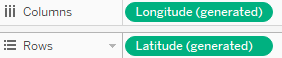 Columns Longitude (generated)
Rows Latitude (generated)